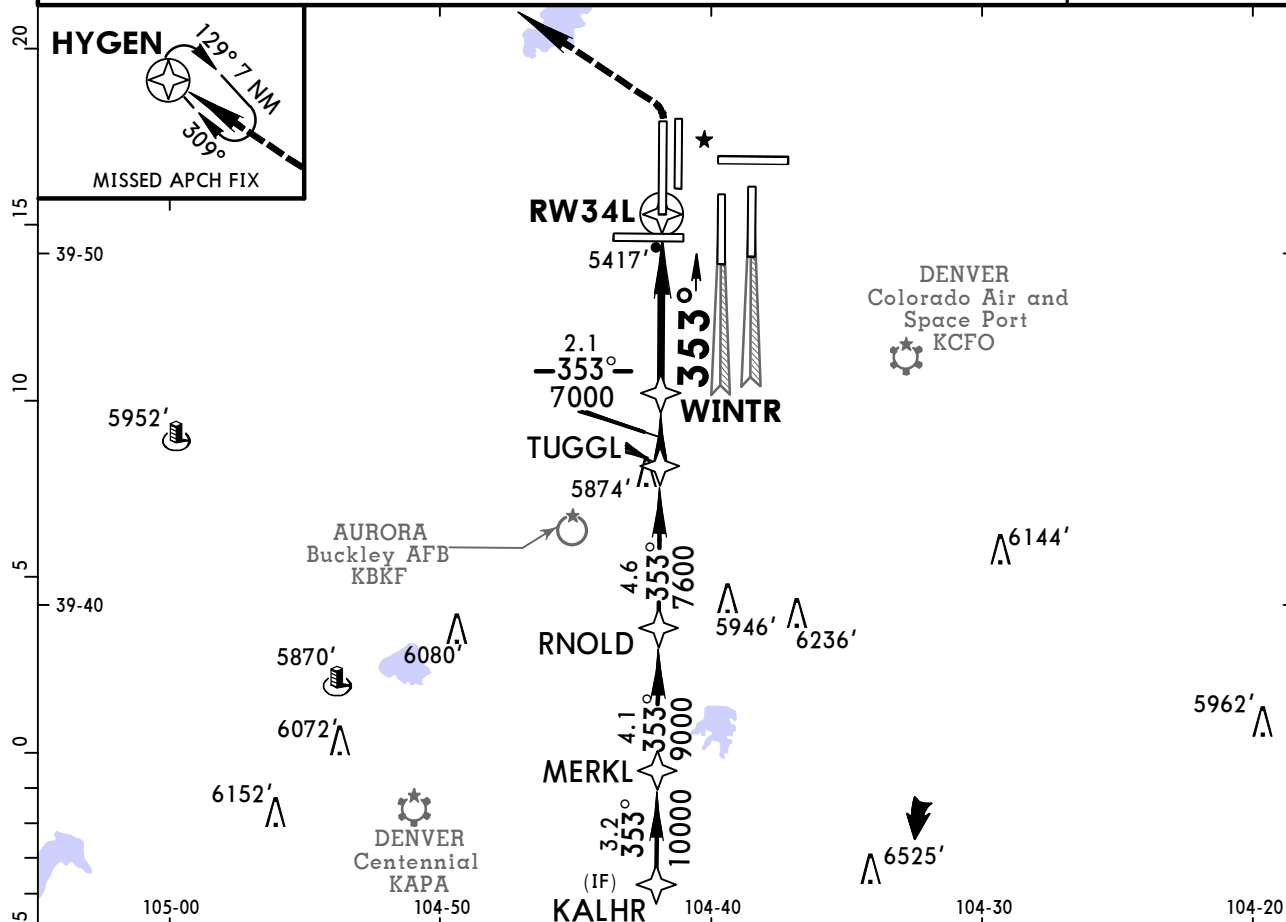 20
HYGEN
129° 7 NM
309°
MISSED APCH FIX
15
RW34L
39-50
5417'
DENVER
Colorado Air and
Space Port
KCFO
353°
2.1
353°
7000
10
WINTR
5952'
TUGGL
5874'
AURORA
Buckley AFB
KBKF
6144'
4.6
353°
7600
5
39-40
5946'
6236'
RNOLD
6080'
5870'
4.1
353°
9000
5962'
6072'
0
MERKL
6152'
3.2
353°
10000
DENVER
Centennial
KAPA
6525'
(IF)
KALHR
5
105-00
104-50
104-40
104-30
104-20